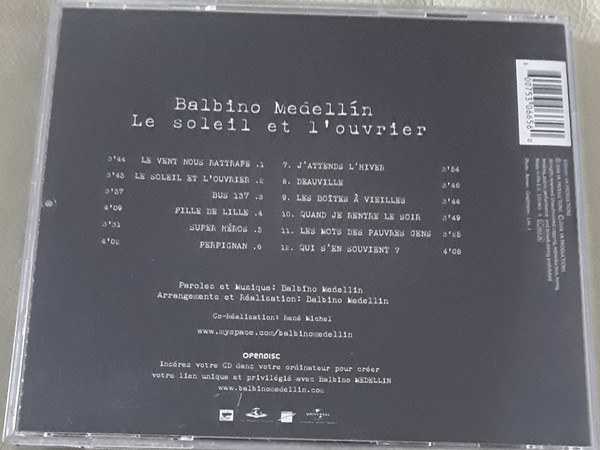 Balbino Medellín
Le soleil et l'ouvrier
3'44 LE VENT NOUS RATTRAPE .1
3'43 LE SOLEIL ET L'OUVRIER .2
3'37 BUS 137 .3
4'09 FILLE DE LILLE .4
3'31 SUPER HÉROS .5
4'02 PERPIGNAN .6
7. J'ATTENDS L'HIVER 3'54
8. DEAUVILLE 3'46
9. LES BOÎTES À VIEILLES 3'44
10. QUAND JE RENTRE LE SOIR 3'49
11. LES MOTS DES PAUVRES GENS 3'25
12. QUI S'EN SOUVIENT ? 4'08
Paroles et Musique: Balbino Medellin
Arrangements et Réalisation: Balbino Medellin
Co-Réalisation: René Michel
www.myspace.com/balbinomedellin
OPENDISC
Insérez votre CD dans votre ordinateur pour créer
votre lien unique et privilégié avec Balbino MEDELLIN
www.balbinomedellin.com
UNIVERSAL